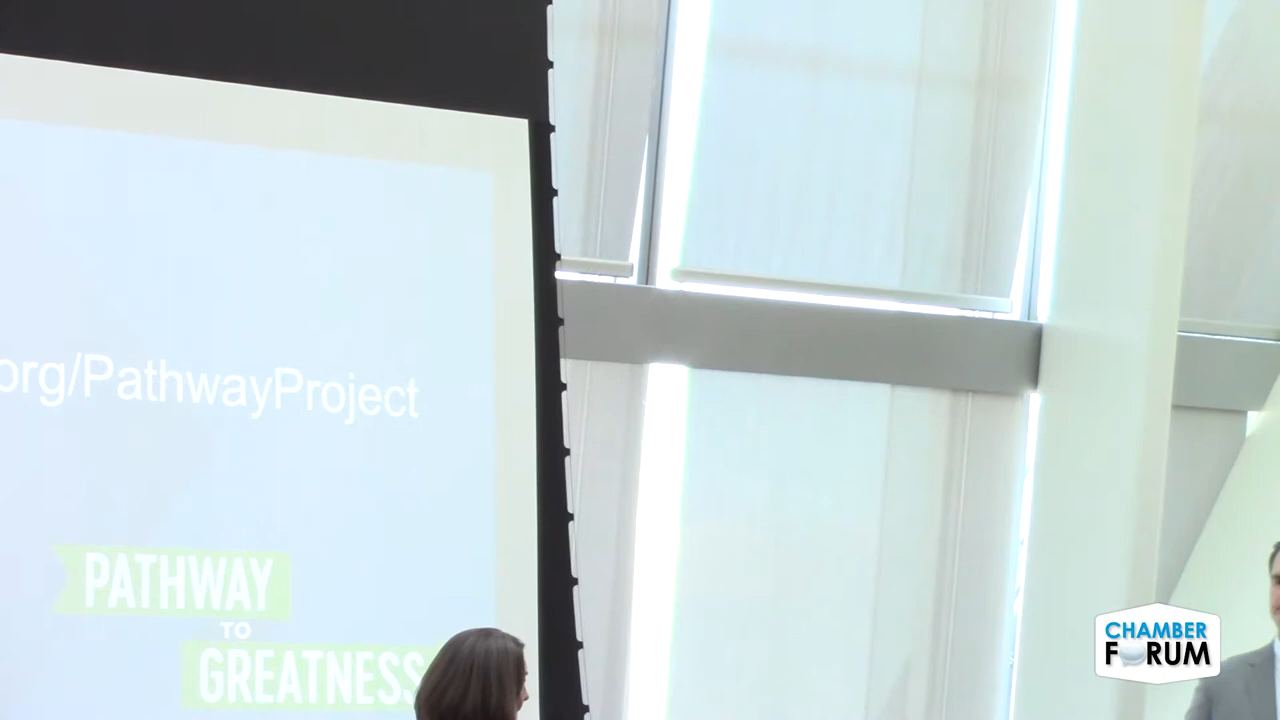 org/PathwayProject
PATHWAY
TO
GREATNESS
CHAMBER
FORUM